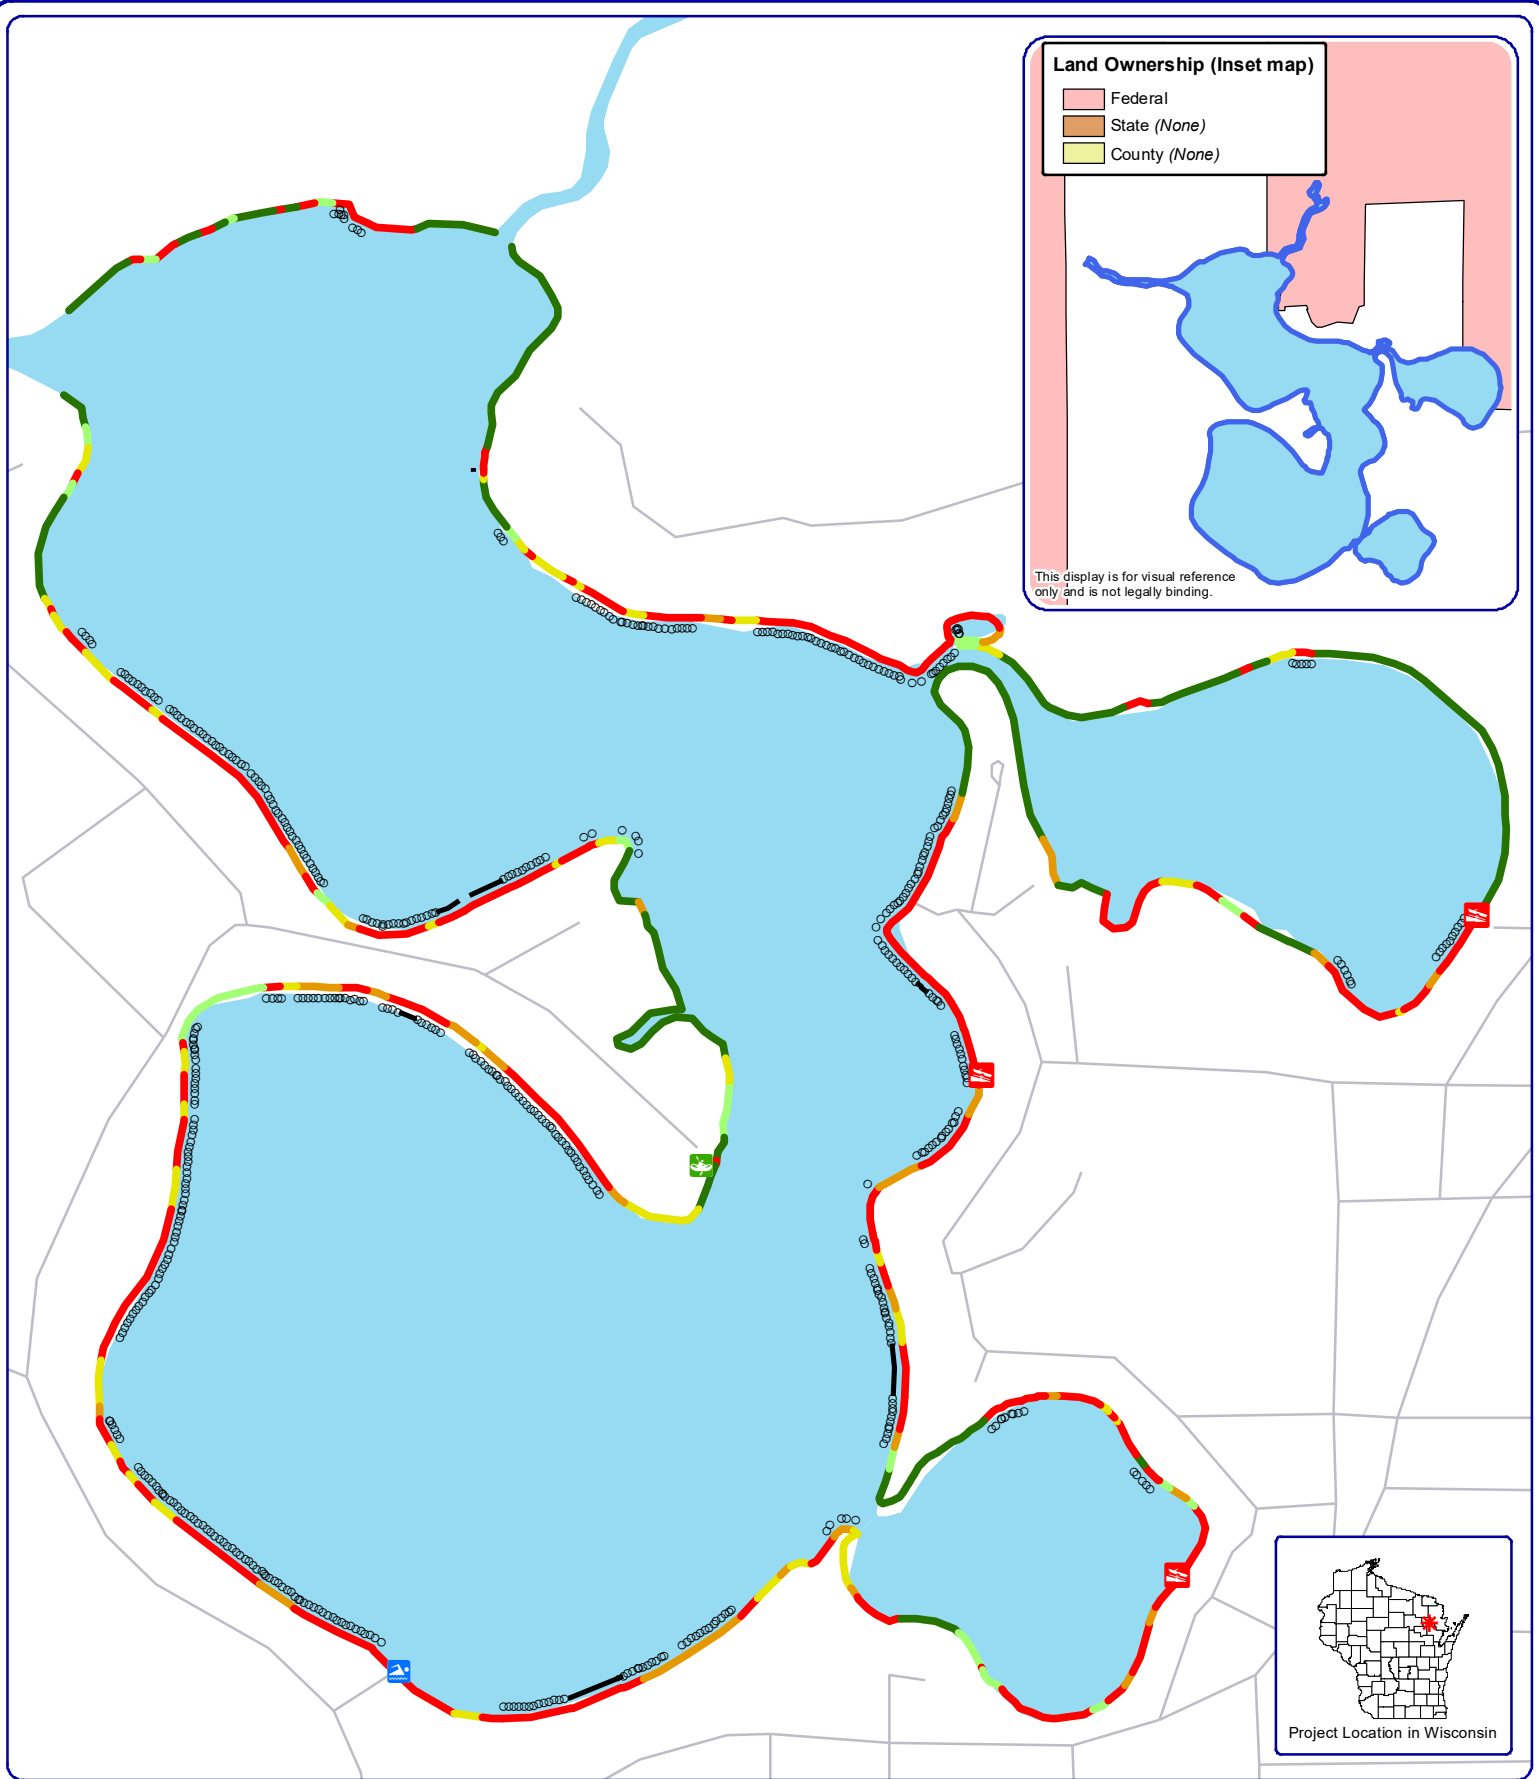 Land Ownership (Inset map)
Federal
State (None)
County (None)
This display is for visual reference
only and is not legally binding.
Project Location in Wisconsin